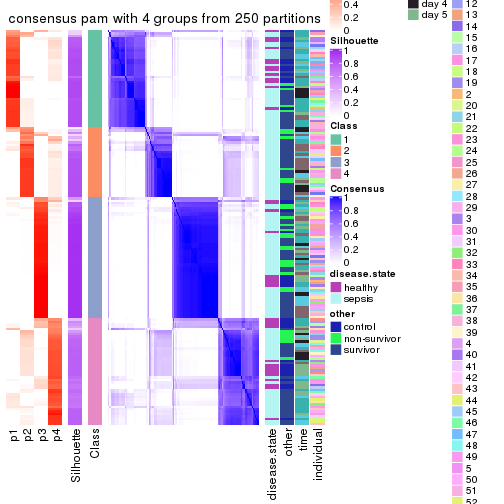 consensus pam with 4 groups from 250 partitions
0.4
0.2
0
Silhouette
1
0.8
0.6
0.4
0.2
0
Class
1
2
3
4
Consensus
1
0.8
0.6
0.4
0.2
0
disease.state
healthy
sepsis
other
control
non-survivor
survivor
day 4
day 5
12
13
14
15
16
17
18
19
2
20
21
22
23
24
25
26
27
28
29
3
30
31
32
33
34
35
36
37
38
39
4
40
41
42
43
44
45
46
47
48
49
5
50
51
52
p1
p2
p3
p4
Silhouette
Class
disease.state
other
time
individual